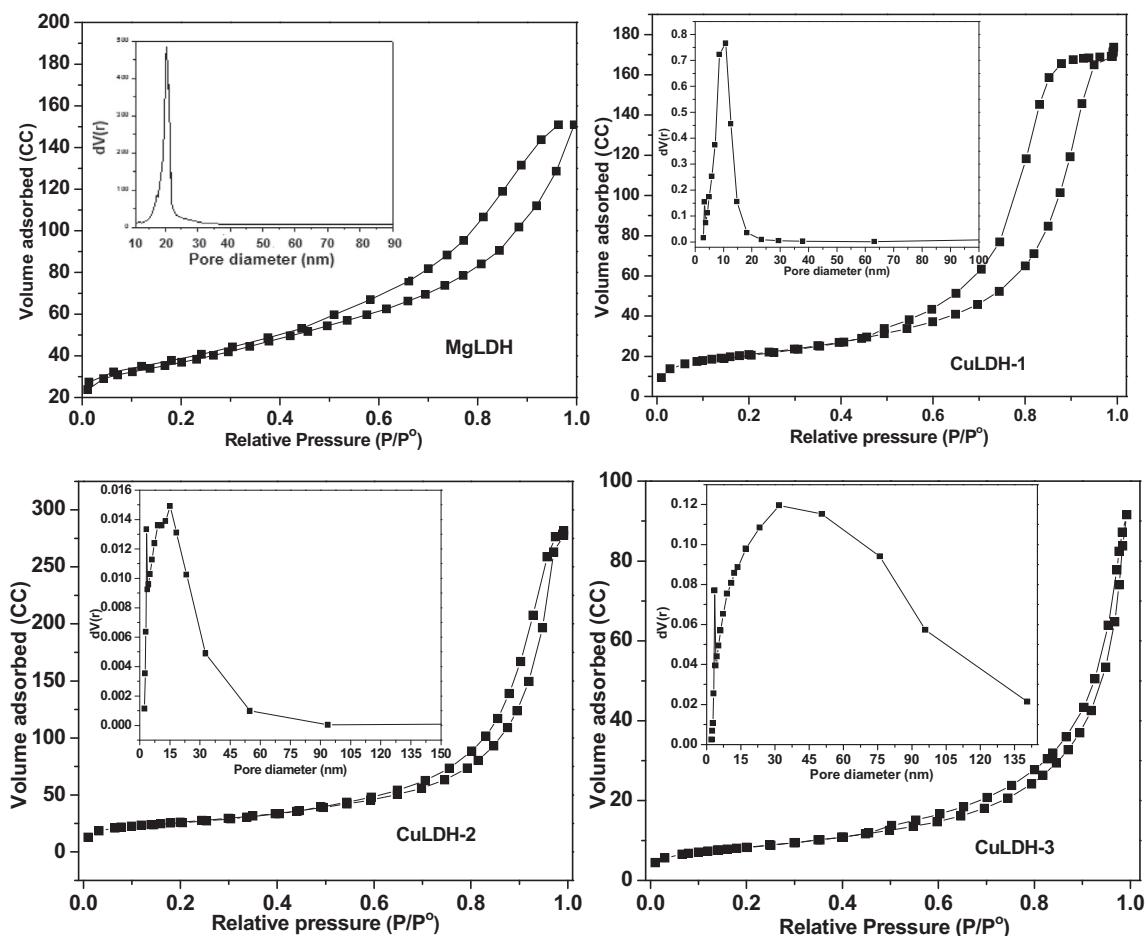 500
400
300
200
100
0
10 20 30 40 50 60 70 80 90
dV(r)
Pore diameter (nm)
200
180
160
140
120
100
80
60
40
20
0.0 0.2 0.4 0.6 0.8 1.0
Volume adsorbed (CC)
Relative Pressure (P/Pº)
MgLDH
0.8
0.7
0.6
0.5
0.4
0.3
0.2
0.1
0.0
0 10 20 30 40 50 60 70 80 90 100
dV(r)
Pore diameter (nm)
180
160
140
120
100
80
60
40
20
0
0.0 0.2 0.4 0.6 0.8 1.0
Volume adsorbed (CC)
Relative pressure (P/Pº)
CuLDH-1
0.016
0.014
0.012
0.010
0.008
0.006
0.004
0.002
0.000
0 15 30 45 60 75 90 105 120 135 150
dV(r)
Pore diameter (nm)
300
250
200
150
100
50
0
0.0 0.2 0.4 0.6 0.8 1.0
Volume adsorbed (CC)
Relative pressure (P/Pº)
CuLDH-2
0.12
0.10
0.08
0.06
0.04
0.02
0.00
0 15 30 45 60 75 90 105 120 135
dV(r)
Pore diameter (nm)
100
80
60
40
20
0
0.0 0.2 0.4 0.6 0.8 1.0
Volume adsorbed (CC)
Relative Pressure (P/Pº)
CuLDH-3